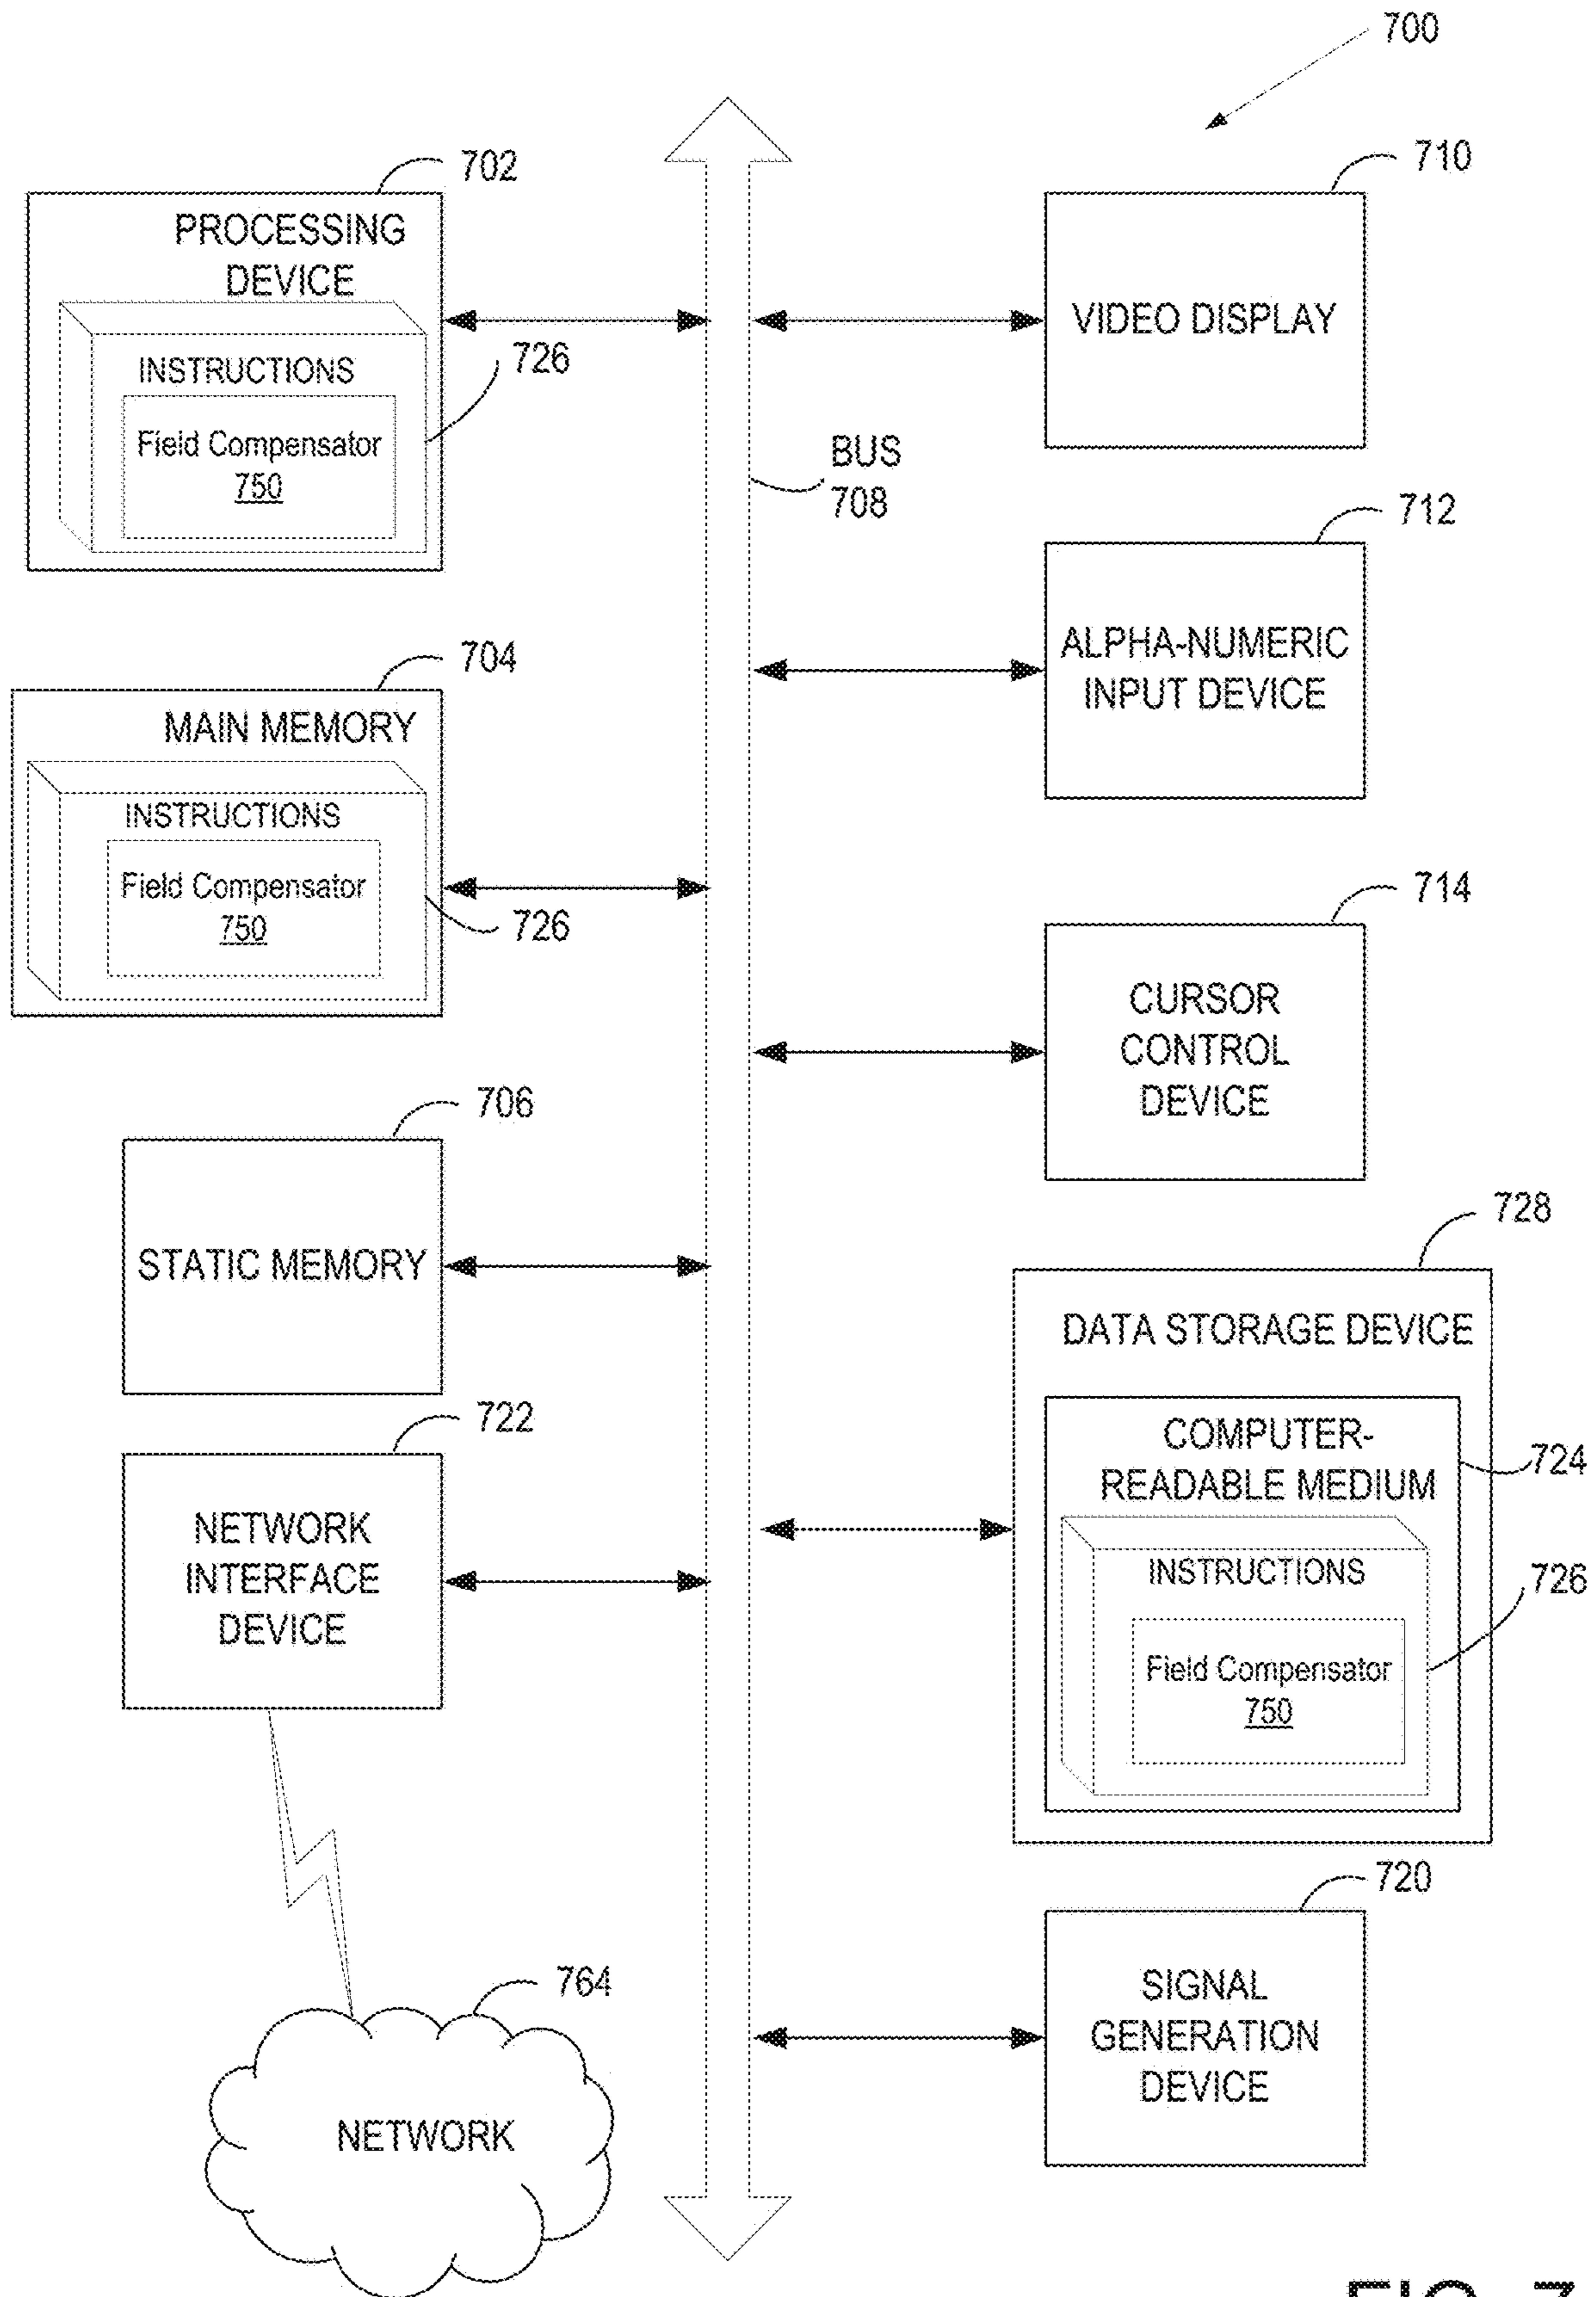 700
702
PROCESSING
DEVICE
INSTRUCTIONS
Field Compensator
750
726
710
VIDEO DISPLAY
BUS
708
712
ALPHA-NUMERIC
INPUT DEVICE
704
MAIN MEMORY
INSTRUCTIONS
Field Compensator
750
726
714
CURSOR
CONTROL
DEVICE
706
STATIC MEMORY
728
DATA STORAGE DEVICE
COMPUTER-
READABLE MEDIUM
724
INSTRUCTIONS
Field Compensator
750
726
722
NETWORK
INTERFACE
DEVICE
720
SIGNAL
GENERATION
DEVICE
764
NETWORK
FIG. 7